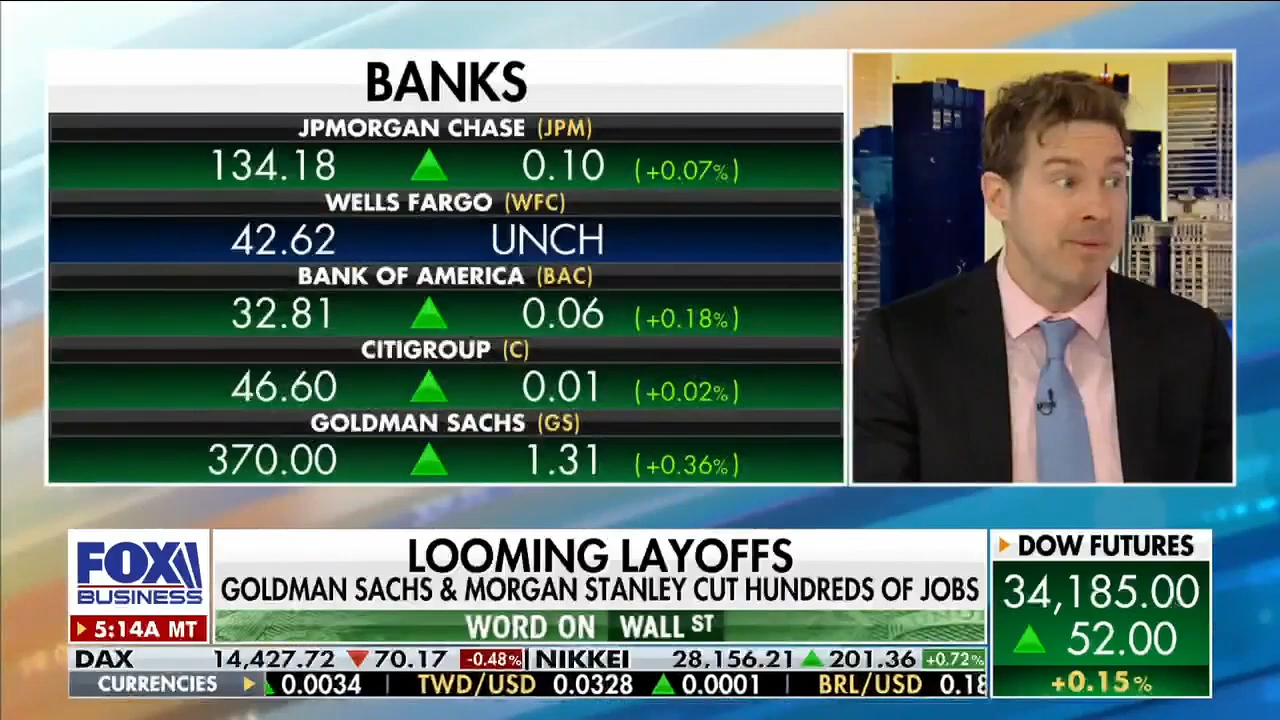 BANKS
JPMORGAN CHASE (JPM)
134.18 ▲ 0.10 (+0.07%)
WELLS FARGO (WFC)
42.62 UNCH
BANK OF AMERICA (BAC)
32.81 ▲ 0.06 (+0.18%)
CITIGROUP (C)
46.60 ▲ 0.01 (+0.02%)
GOLDMAN SACHS (GS)
370.00 ▲ 1.31 (+0.36%)
FOX BUSINESS
5:14A MT
LOOMING LAYOFFS
GOLDMAN SACHS & MORGAN STANLEY CUT HUNDREDS OF JOBS
WORD ON WALL ST
DOW FUTURES
34,185.00
▲ 52.00
+0.15%
DAX 14,427.72 ▼ 70.17 -0.48% NIKKEI 28,156.21 ▲ 201.36 +0.72%
CURRENCIES 0.0034 TWD/USD 0.0328 ▲ 0.0001 BRL/USD 0.18